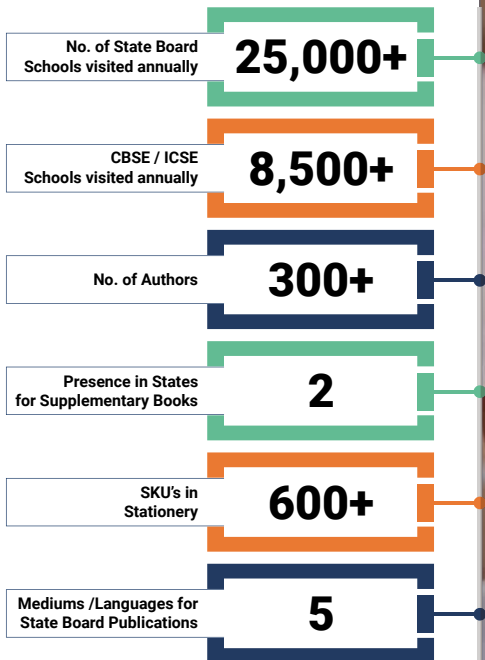 No. of State Board
Schools visited annually
25,000+
CBSE / ICSE
Schools visited annually
8,500+
No. of Authors
300+
Presence in States
for Supplementary Books
2
SKU's in
Stationery
600+
Mediums /Languages for
State Board Publications
5